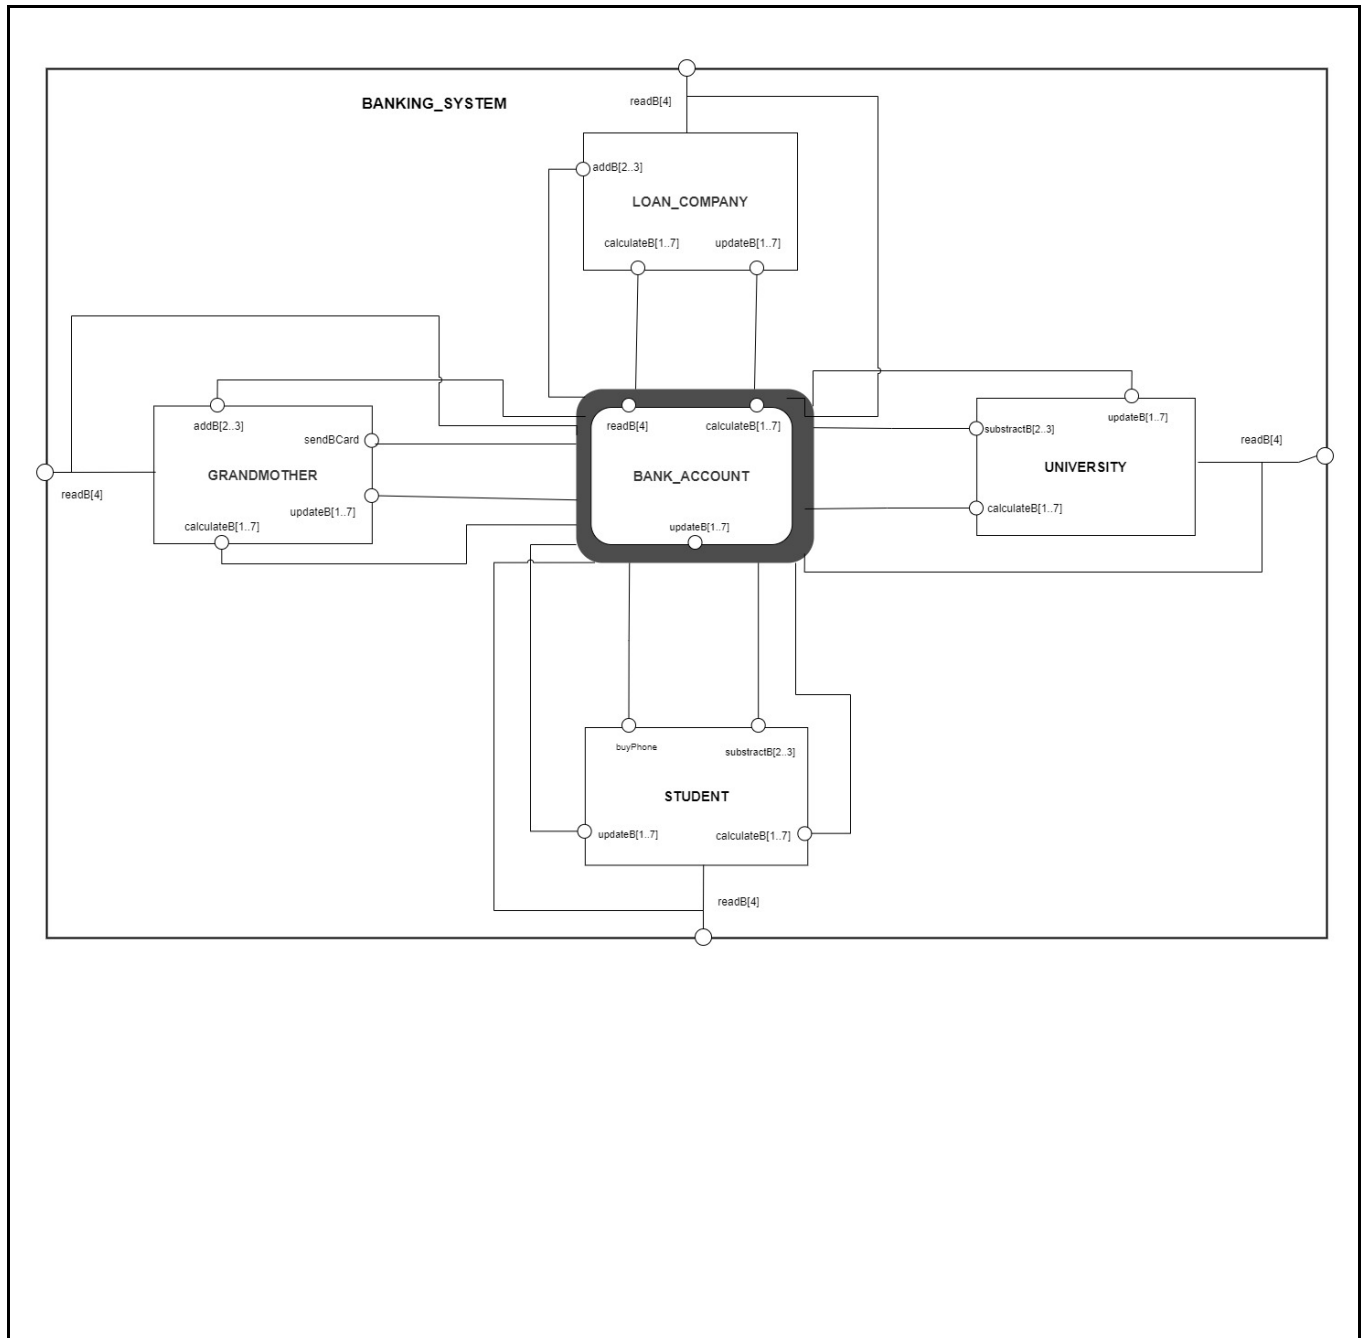 BANKING_SYSTEM
readB[4]
addB[2..3]
LOAN_COMPANY
calculateB[1..7]
updateB[1..7]
addB[2..3]
sendBCard
GRANDMOTHER
readB[4]
updateB[1..7]
calculateB[1..7]
readB[4]
calculateB[1..7]
BANK_ACCOUNT
updateB[1..7]
updateB[1..7]
substractB[2..3]
readB[4]
UNIVERSITY
calculateB[1..7]
buyPhone
substractB[2..3]
STUDENT
updateB[1..7]
calculateB[1..7]
readB[4]